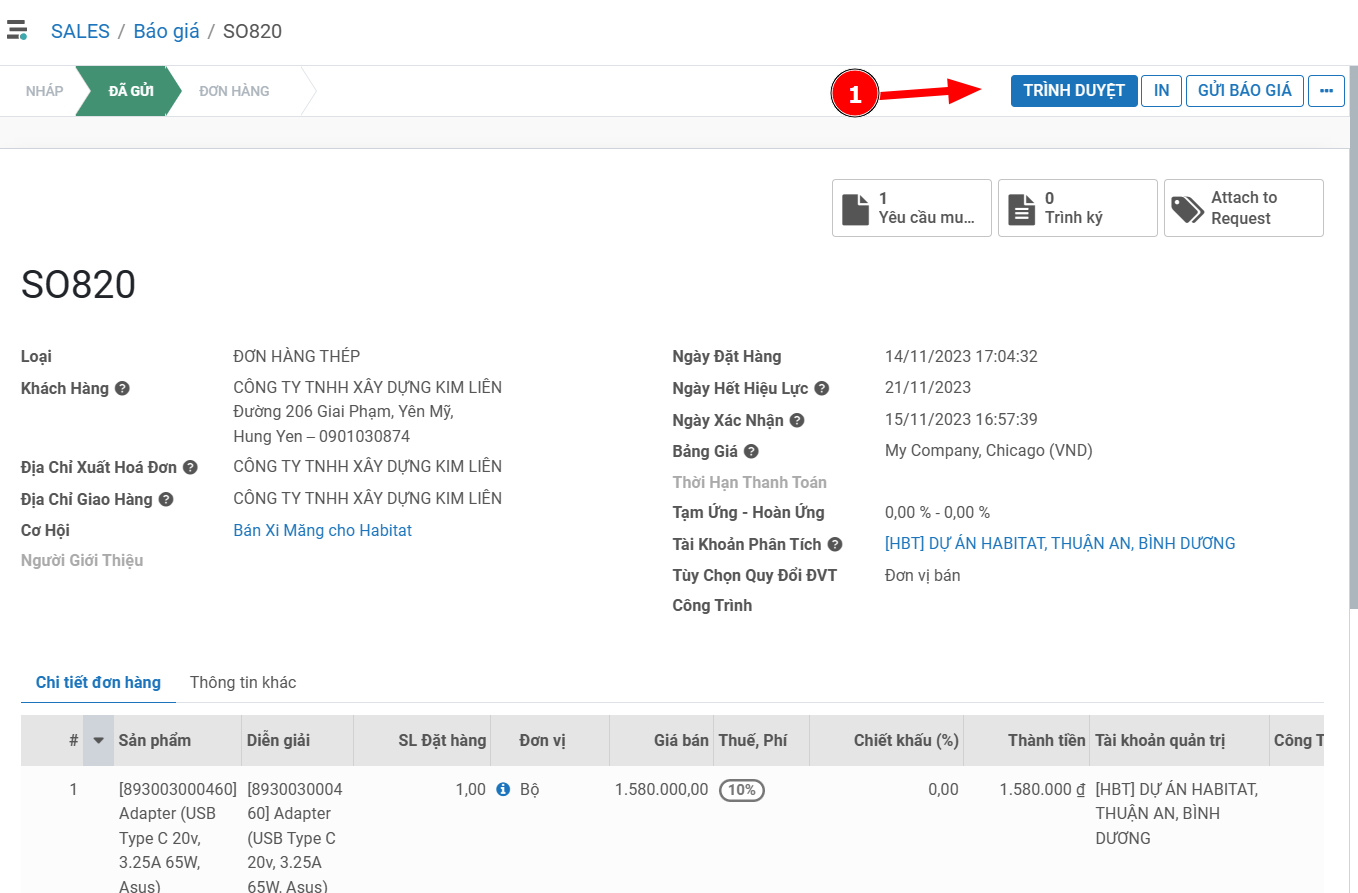 SALES / Báo giá / SO820
NHÁP ĐÃ GỬI ĐƠN HÀNG 1 TRÌNH DUYỆT IN GỬI BÁO GIÁ ...
1
Yêu cầu mu...
0
Trình ký
Attach to
Request
SO820
Loại ĐƠN HÀNG THÉP
Khách Hàng ? CÔNG TY TNHH XÂY DỰNG KIM LIÊN
Đường 206 Giai Phạm, Yên Mỹ,
Hung Yen – 0901030874
Địa Chỉ Xuất Hoá Đơn ? CÔNG TY TNHH XÂY DỰNG KIM LIÊN
Địa Chỉ Giao Hàng ? CÔNG TY TNHH XÂY DỰNG KIM LIÊN
Cơ Hội Bán Xi Măng cho Habitat
Người Giới Thiệu
Ngày Đặt Hàng 14/11/2023 17:04:32
Ngày Hết Hiệu Lực ? 21/11/2023
Ngày Xác Nhận ? 15/11/2023 16:57:39
Bảng Giá ? My Company, Chicago (VND)
Thời Hạn Thanh Toán
Tạm Ứng - Hoàn Ứng 0,00 % - 0,00 %
Tài Khoản Phân Tích ? [HBT] DỰ ÁN HABITAT, THUẬN AN, BÌNH DƯƠNG
Tùy Chọn Quy Đổi ĐVT Đơn vị bán
Công Trình
Chi tiết đơn hàng Thông tin khác
# Sản phẩm Diễn giải SL Đặt hàng Đơn vị Giá bán Thuế, Phí Chiết khấu (%) Thành tiền Tài khoản quản trị Công T
1 [893003000460] [8930030004 1,00 i Bộ 1.580.000,00 10% 0,00 1.580.000 ₫ [HBT] DỰ ÁN HABITAT,
Adapter (USB 60] Adapter THUẬN AN, BÌNH
Type C 20v, (USB Type C DƯƠNG
3.25A 65W, 20v, 3.25A
Asus) 65W, Asus)